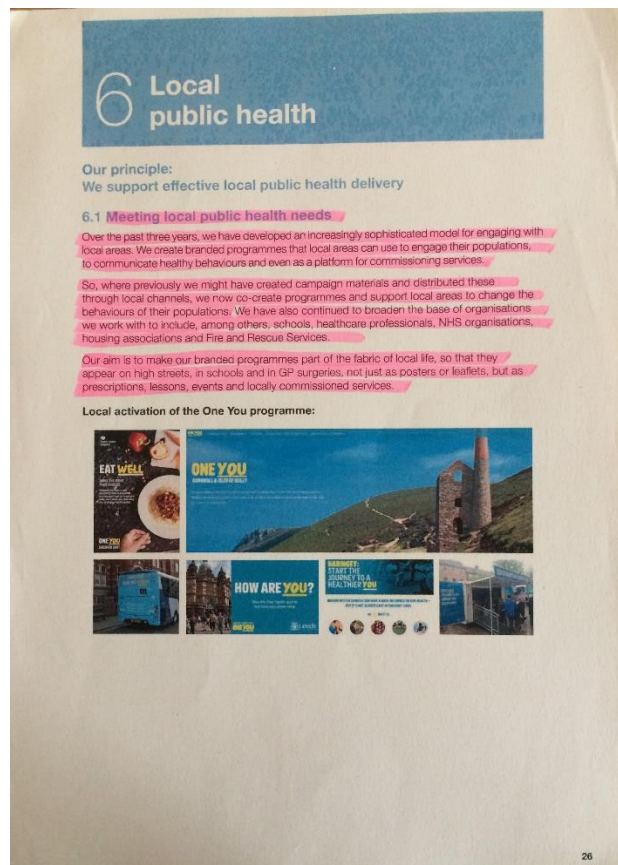 6 Local
public health
Our principle:
We support effective local public health delivery
6.1 Meeting local public health needs
Over the past three years, we have developed an increasingly sophisticated model for engaging with
local areas. We create branded programmes that local areas can use to engage their populations,
to communicate healthy behaviours and even as a platform for commissioning services.
So, where previously we might have created campaign materials and distributed these
through local channels, we now co-create programmes and support local areas to change the
behaviours of their populations. We have also continued to broaden the base of organisations
we work with to include, among others, schools, healthcare professionals, NHS organisations,
housing associations and Fire and Rescue Services.
Our aim is to make our branded programmes part of the fabric of local life, so that they
appear on high streets, in schools and in GP surgeries, not just as posters or leaflets, but as
prescriptions, lessons, events and locally commissioned services.
Local activation of the One You programme:
EAT WELL
ONE YOU
ONE YOU
CORNWALL & ISLES OF SCILLY
HOW ARE YOU?
ONE YOU
HARINGEY:
START THE
JOURNEY TO A
HEALTHIER YOU
26